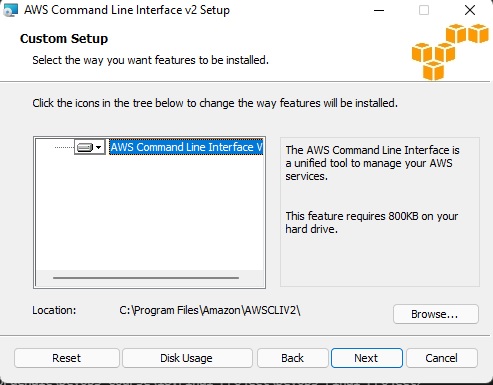 AWS Command Line Interface v2 Setup
Custom Setup
Select the way you want features to be installed.
Click the icons in the tree below to change the way features will be installed.
AWS Command Line Interface V
The AWS Command Line Interface is
a unified tool to manage your AWS
services.
This feature requires 800KB on your
hard drive.
Location:
C:\Program Files\Amazon\AWSCLIV2\
Browse...
Reset
Disk Usage
Back
Next
Cancel